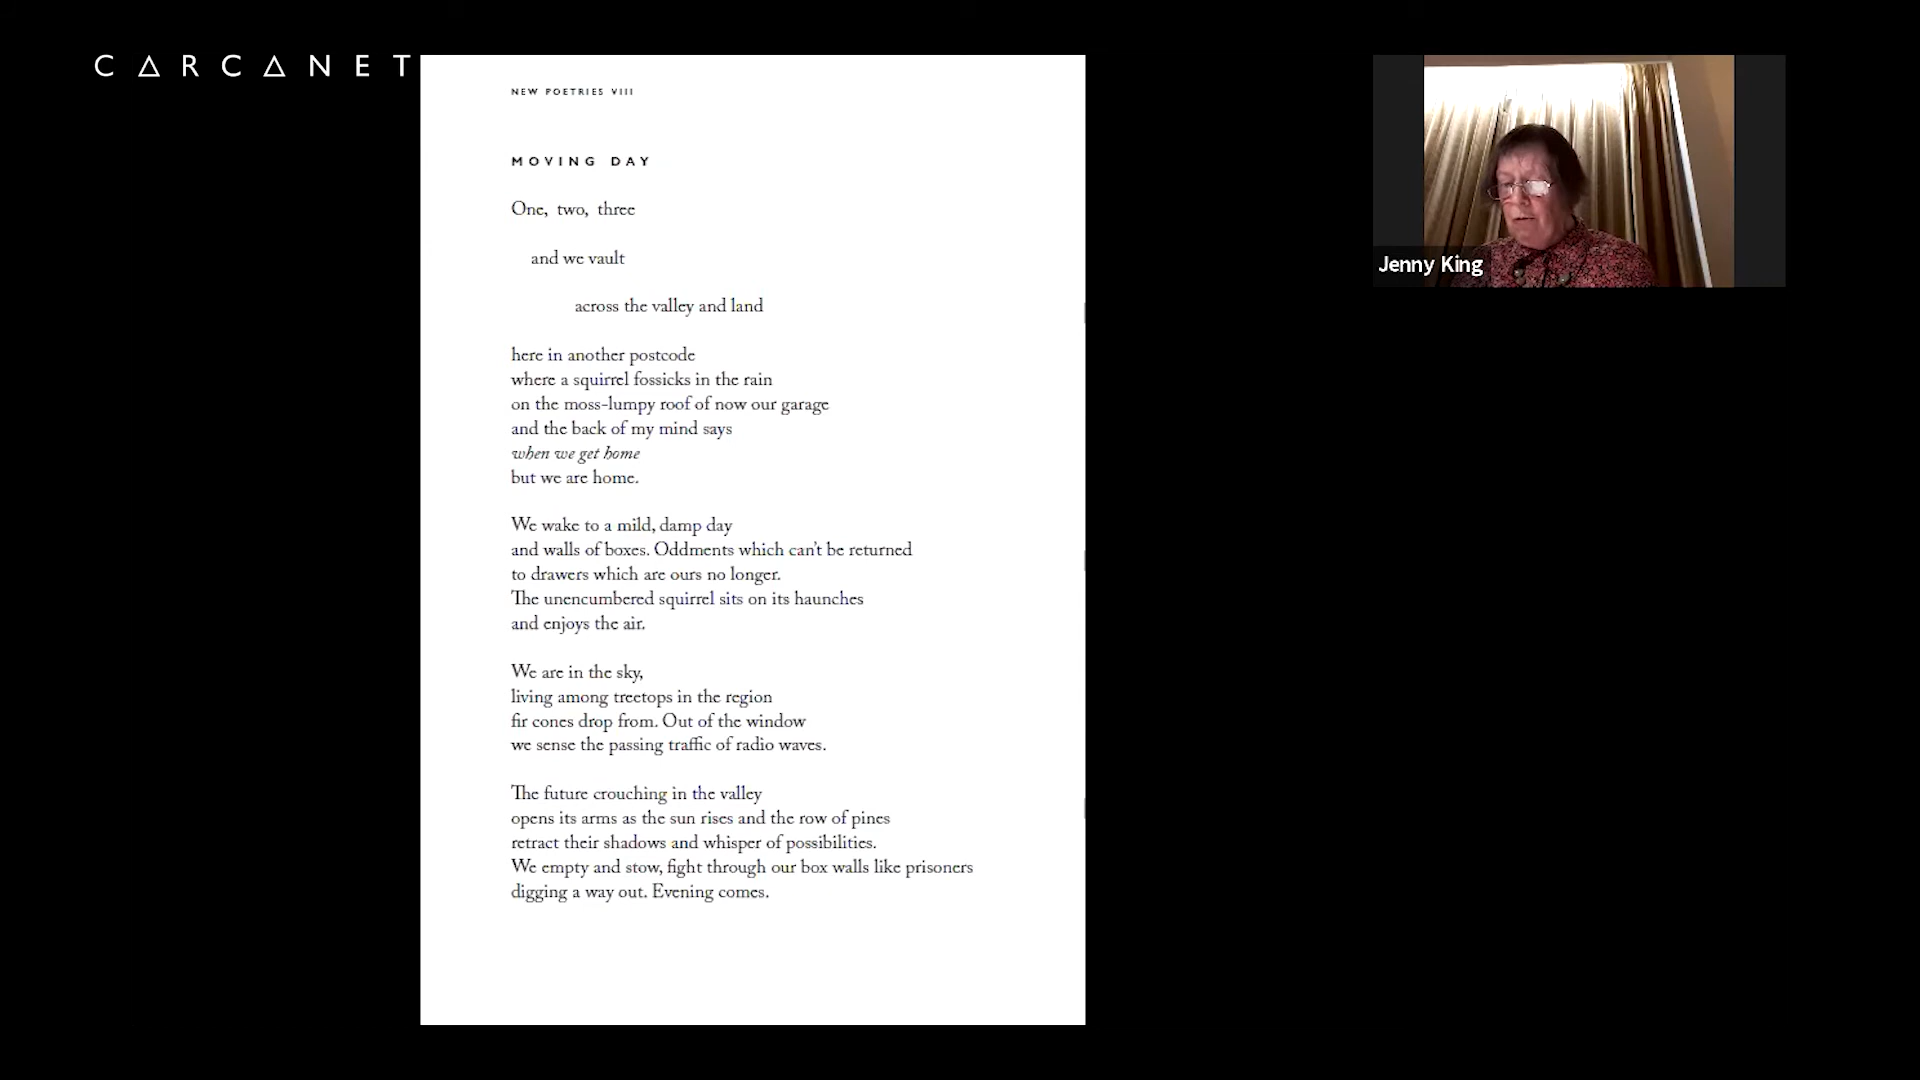 CARCANET
NEW POETRIES VIII
MOVING DAY
One, two, three
and we vault
across the valley and land
here in another postcode
where a squirrel fossicks in the rain
on the moss-lumpy roof of now our garage
and the back of my mind says
when we get home
but we are home.
We wake to a mild, damp day
and walls of boxes. Oddments which can't be returned
to drawers which are ours no longer.
The unencumbered squirrel sits on its haunches
and enjoys the air.
We are in the sky,
living among treetops in the region
fir cones drop from. Out of the window
we sense the passing traffic of radio waves.
The future crouching in the valley
opens its arms as the sun rises and the row of pines
retract their shadows and whisper of possibilities.
We empty and stow, fight through our box walls like prisoners
digging a way out. Evening comes.
Jenny King